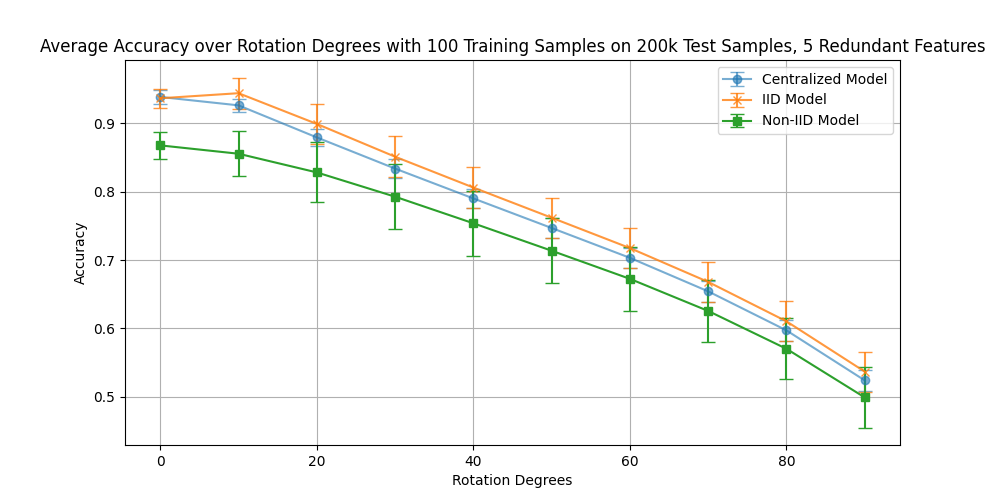 Average Accuracy over Rotation Degrees with 100 Training Samples on 200k Test Samples, 5 Redundant Features
Centralized Model
IID Model
Non-IID Model
0.9
0.8
0.7
0.6
0.5
Accuracy
0 20 40 60 80
Rotation Degrees